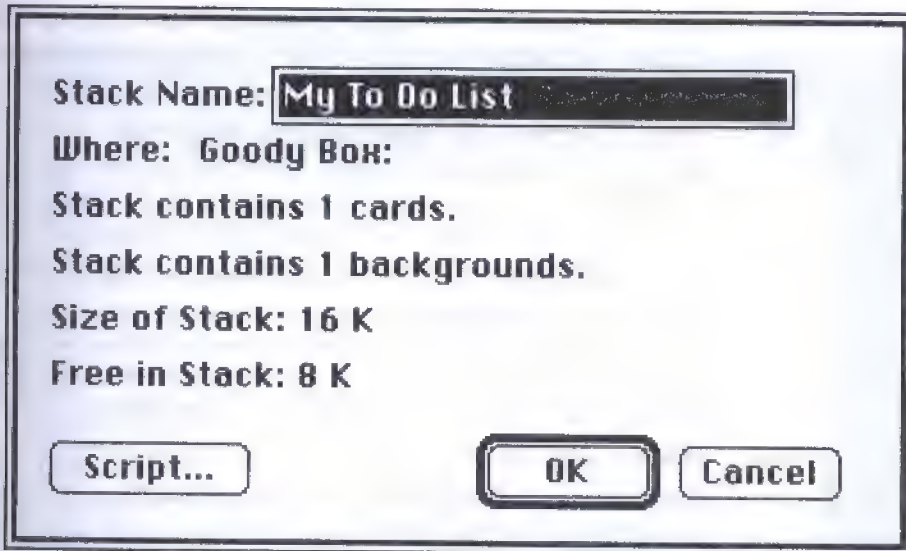 Stack Name: My To Do List
Where: Goody Box:
Stack contains 1 cards.
Stack contains 1 backgrounds.
Size of Stack: 16 K
Free in Stack: 8 K
Script... OK Cancel